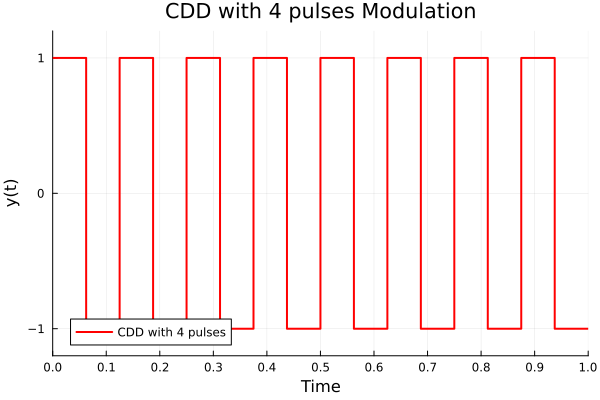 CDD with 4 pulses Modulation
y(t)
1
0
−1
CDD with 4 pulses
0.0 0.1 0.2 0.3 0.4 0.5 0.6 0.7 0.8 0.9 1.0
Time